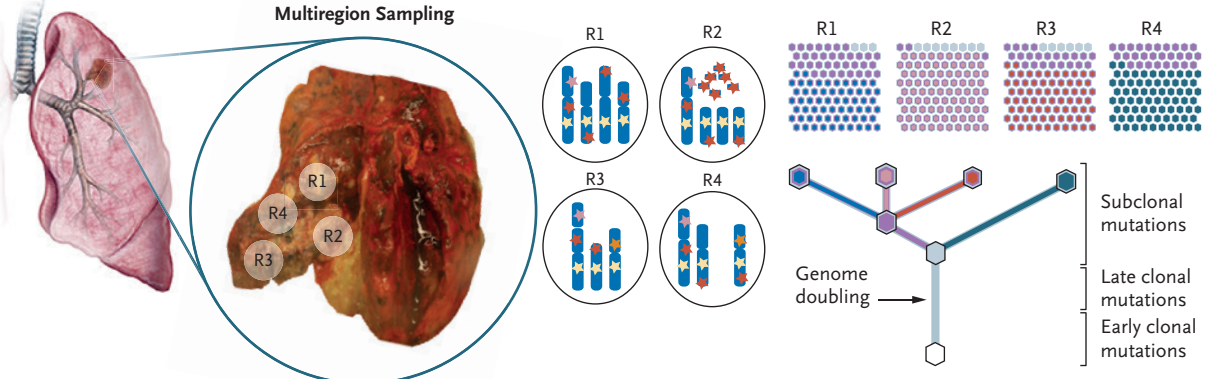 Multiregion Sampling
R1
R4
R2
R3
R1
R2
R3
R4
R1
R2
R3
R4
Subclonal
mutations
Genome
doubling
Late clonal
mutations
Early clonal
mutations